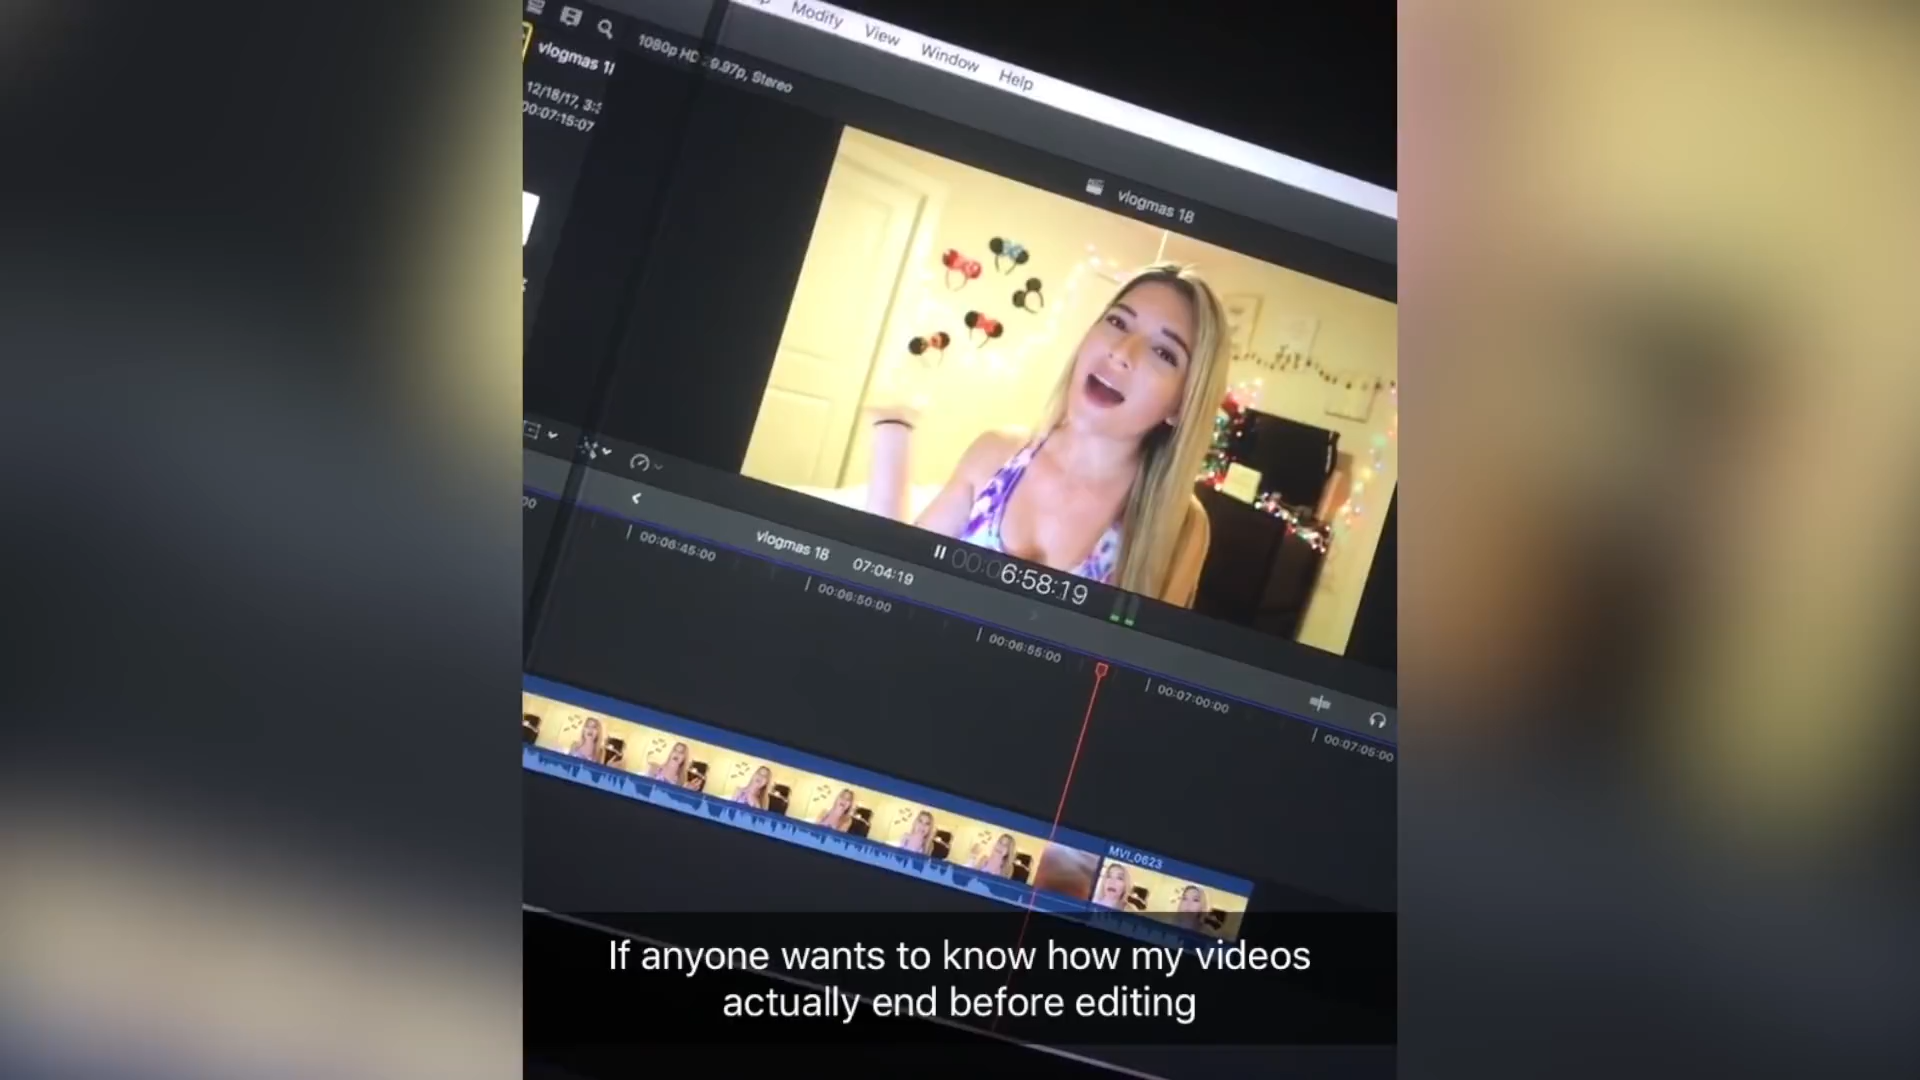 Modify View Window Help
1080p HD 29.97p, Stereo
vlogmas 18
12/18/17,
00:07:15:07
vlogmas 18
vlogmas 18 07:04:19
00:06:58:19
00:06:45:00
00:06:50:00
00:06:55:00
00:07:00:00
00:07:05:00
MVI_0623
If anyone wants to know how my videos
actually end before editing